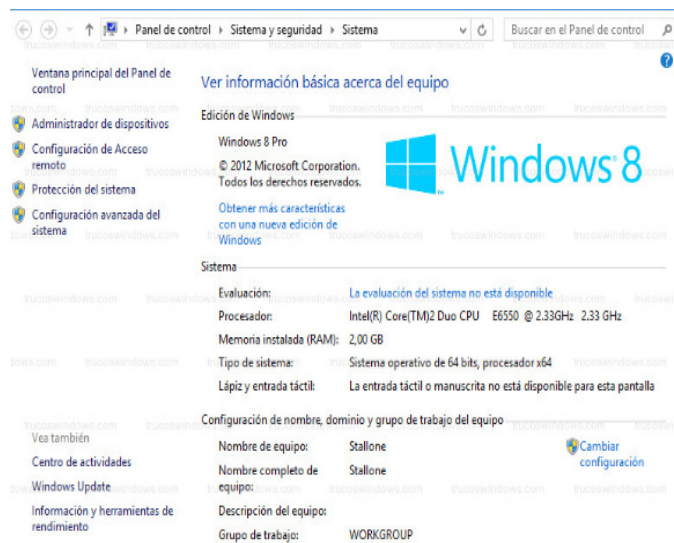 Panel de control Sistema y seguridad Sistema
Buscar en el Panel de control
Ventana principal del Panel de
control
Administrador de dispositivos
Configuración de Acceso
remoto
Protección del sistema
Configuración avanzada del
sistema
Ver información básica acerca del equipo
Edición de Windows
Windows 8 Pro
© 2012 Microsoft Corporation.
Todos los derechos reservados.
Obtener más características
con una nueva edición de
Windows
Windows 8
Sistema
Evaluación: La evaluación del sistema no está disponible
Procesador: Intel(R) Core(TM)2 Duo CPU E6550 @ 2.33GHz 2.33 GHz
Memoria instalada (RAM): 2,00 GB
Tipo de sistema: Sistema operativo de 64 bits, procesador x64
Lápiz y entrada táctil: La entrada táctil o manuscrita no está disponible para esta pantalla
Configuración de nombre, dominio y grupo de trabajo del equipo
Nombre de equipo: Stallone
Cambiar
configuración
Nombre completo de
equipo: Stallone
Descripción del equipo:
Grupo de trabajo: WORKGROUP
Vea también
Centro de actividades
Windows Update
Información y herramientas de
rendimiento
trucoswindows.com